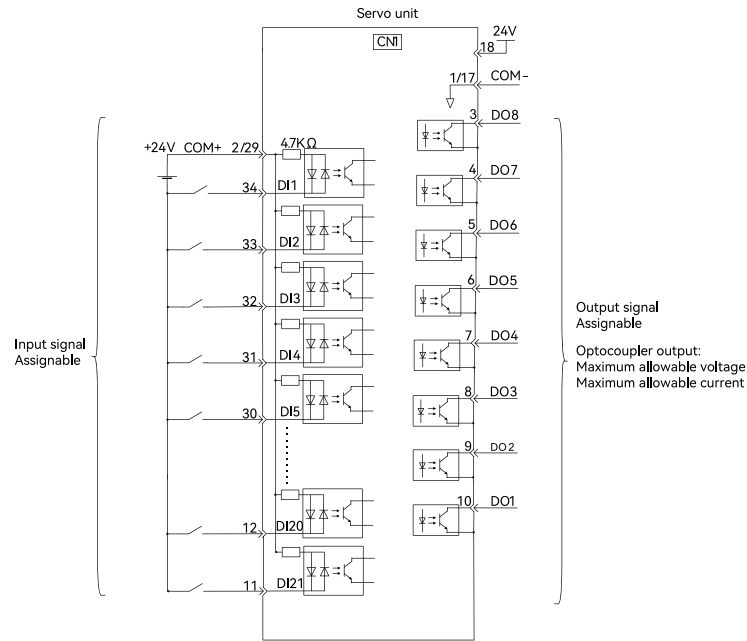 Servo unit
CN1
24V
18
1/17 COM-
3 DO8
+24V COM+ 2/29 4.7KΩ
34 DI1
4 DO7
33 DI2
5 DO6
32 DI3
6 DO5
31 DI4
7 DO4
30 DI5
8 DO3
9 DO2
12 DI20
10 DO1
11 DI21
Input signal
Assignable
Output signal
Assignable
Optocoupler output:
Maximum allowable voltage
Maximum allowable current